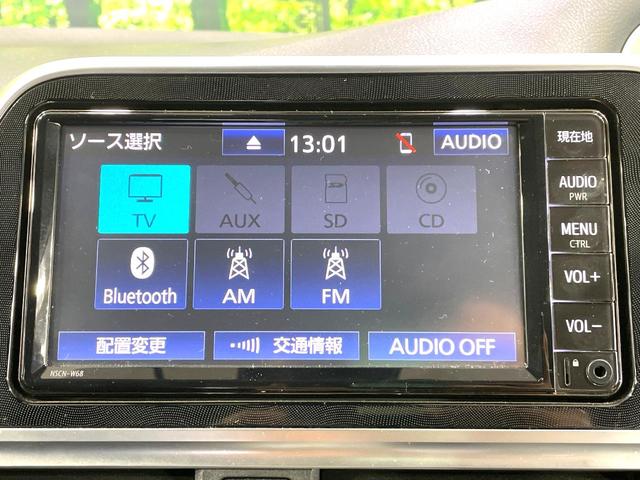 ソース選択
13:01
AUDIO
TV
AUX
SD
CD
Bluetooth
AM
FM
配置変更
交通情報
AUDIO OFF
NSCN-W68
現在地
AUDIO
PWR
MENU
CTRL
VOL+
VOL−